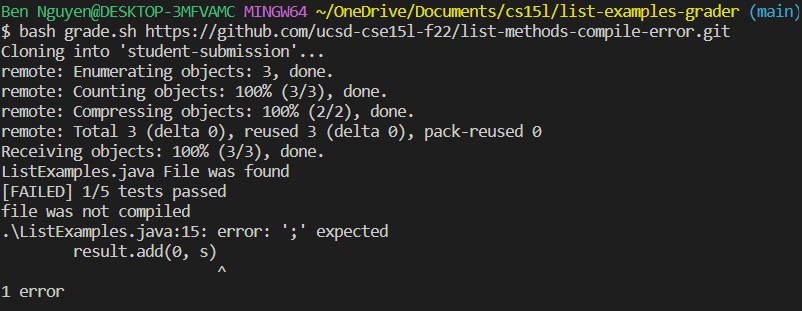 Ben Nguyen@DESKTOP-3MFVAMC MINGW64 ~/OneDrive/Documents/cs15l/list-examples-grader (main)
$ bash grade.sh https://github.com/ucsd-cse15l-f22/list-methods-compile-error.git
Cloning into 'student-submission'...
remote: Enumerating objects: 3, done.
remote: Counting objects: 100% (3/3), done.
remote: Compressing objects: 100% (2/2), done.
remote: Total 3 (delta 0), reused 3 (delta 0), pack-reused 0
Receiving objects: 100% (3/3), done.
ListExamples.java File was found
[FAILED] 1/5 tests passed
file was not compiled
.\ListExamples.java:15: error: ';' expected
        result.add(0, s)
                        ^
1 error